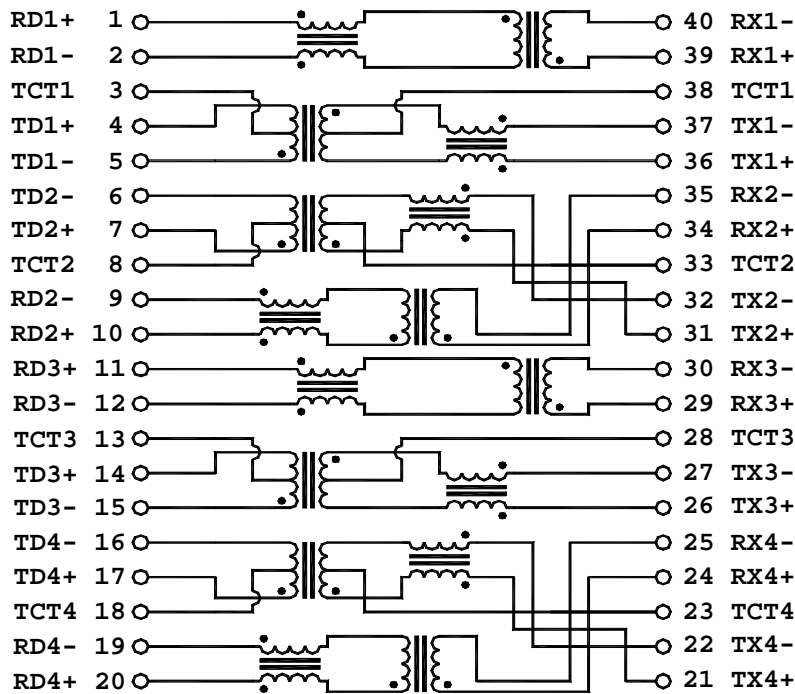 RD1+ 1 40 RX1-
RD1- 2 39 RX1+
TCT1 3 38 TCT1
TD1+ 4 37 TX1-
TD1- 5 36 TX1+
TD2- 6 35 RX2-
TD2+ 7 34 RX2+
TCT2 8 33 TCT2
RD2- 9 32 TX2-
RD2+ 10 31 TX2+
RD3+ 11 30 RX3-
RD3- 12 29 RX3+
TCT3 13 28 TCT3
TD3+ 14 27 TX3-
TD3- 15 26 TX3+
TD4- 16 25 RX4-
TD4+ 17 24 RX4+
TCT4 18 23 TCT4
RD4- 19 22 TX4-
RD4+ 20 21 TX4+